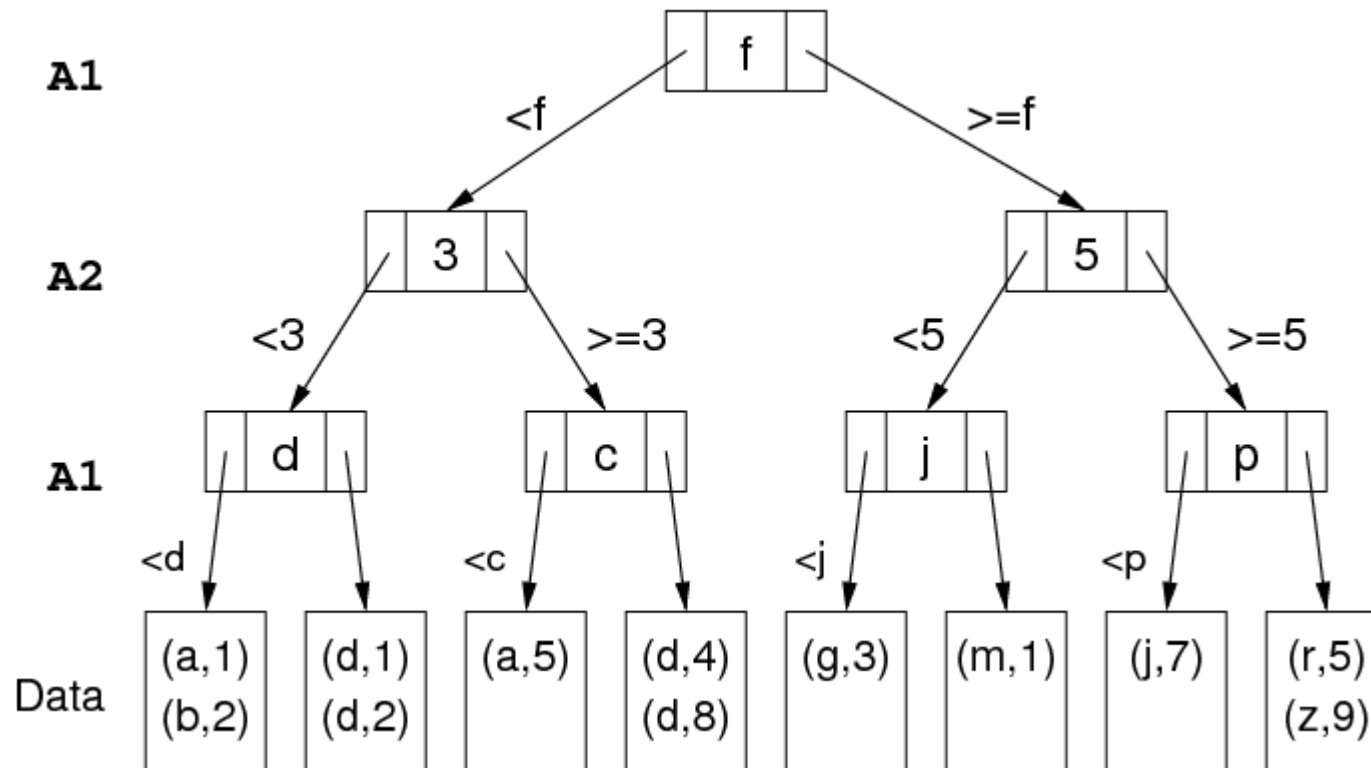 A1 f
<f >=f
A2 3 5
<3 >=3 <5 >=5
A1 d c j p
<d <c <j <p
Data (a,1) (d,1) (a,5) (d,4) (g,3) (m,1) (j,7) (r,5)
(b,2) (d,2) (d,8) (z,9)